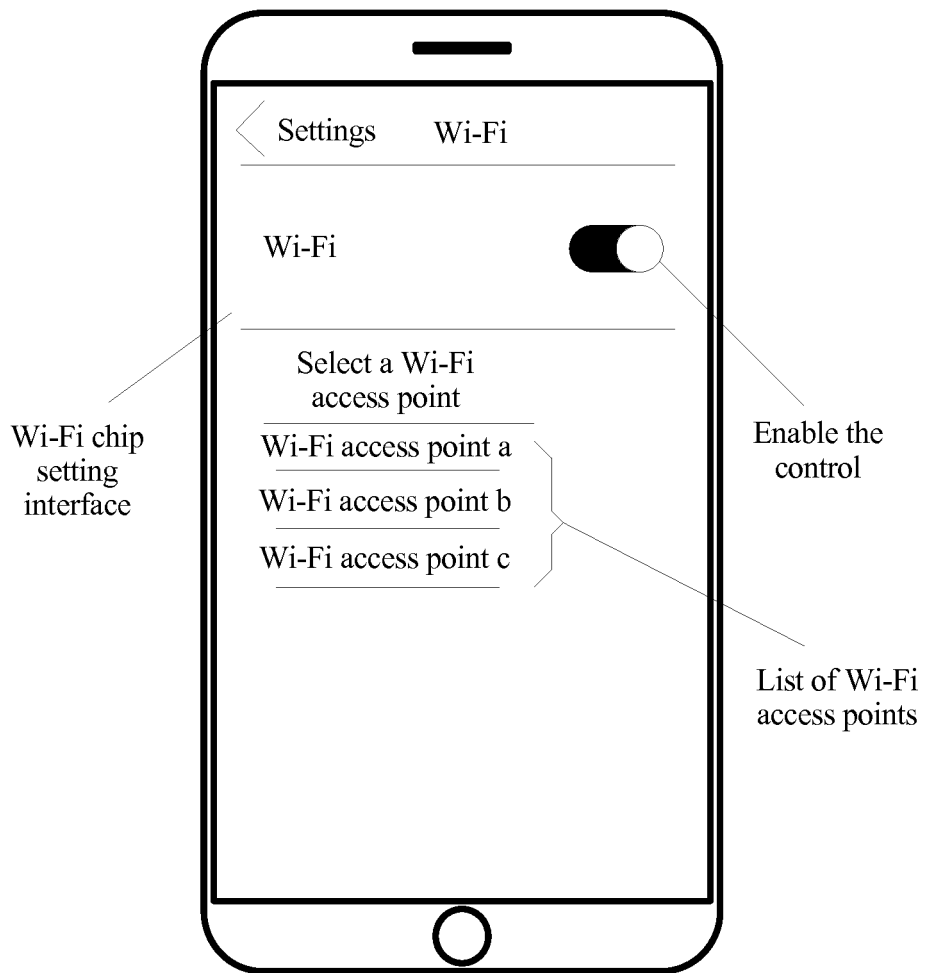 Settings Wi-Fi
Wi-Fi
Select a Wi-Fi
access point
Wi-Fi access point a
Wi-Fi access point b
Wi-Fi access point c
Wi-Fi chip
setting
interface
Enable the
control
List of Wi-Fi
access points